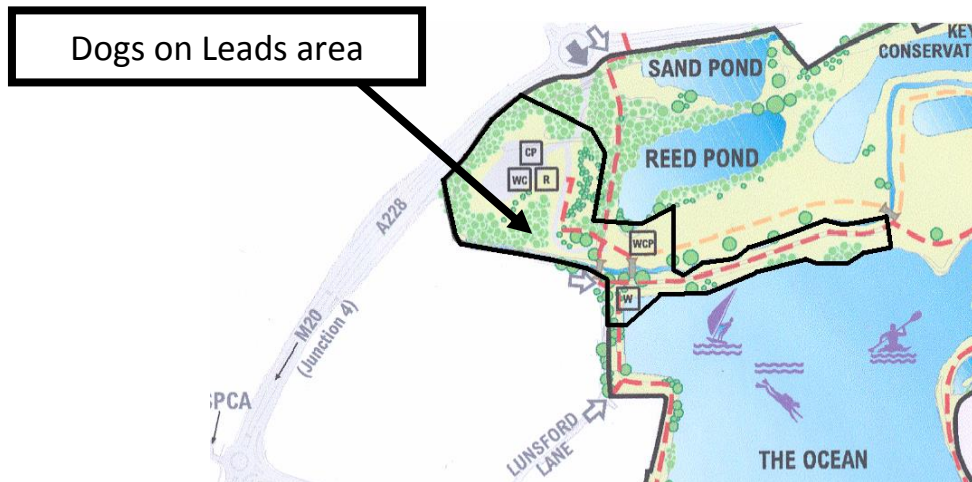 Dogs on Leads area
KEY
CONSERVAT
SAND POND
REED POND
CP
WC R
A228
WCP
W
M20
(Junction 4)
SPCA
LUNSFORD
LANE
THE OCEAN